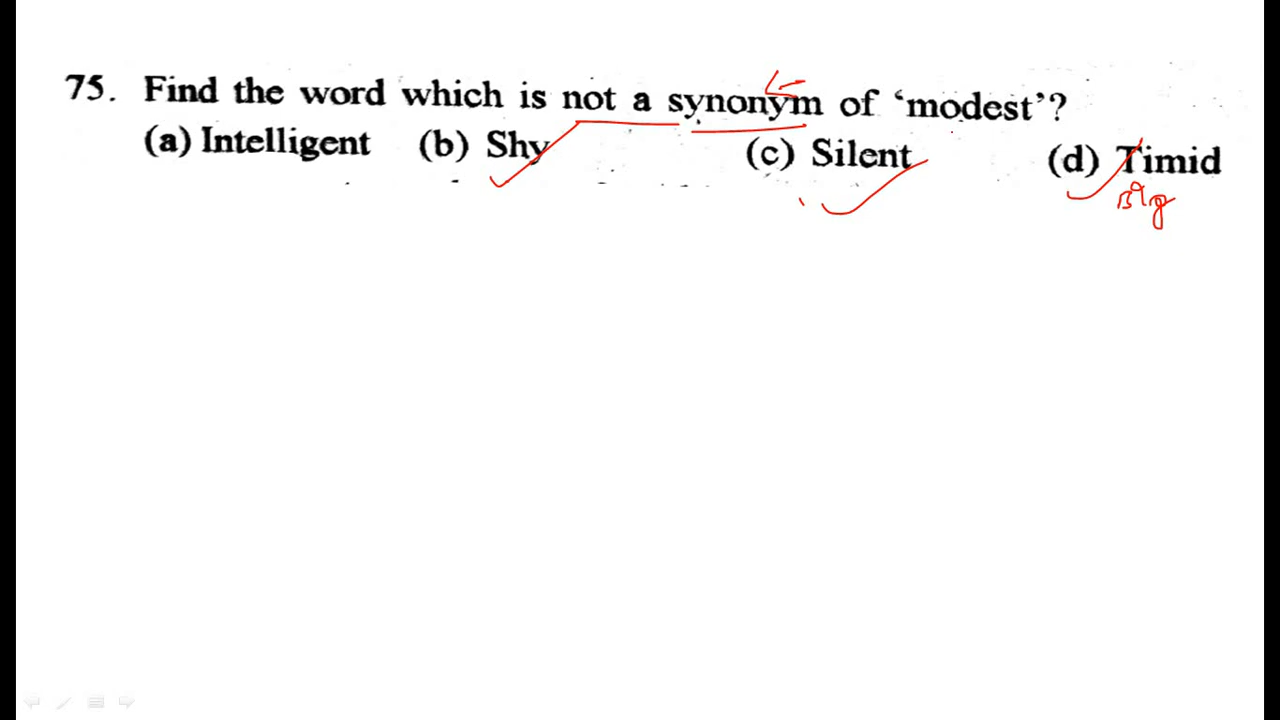 75. Find the word which is not a synonym of ‘modest’?
(a) Intelligent (b) Shy (c) Silent (d) Timid